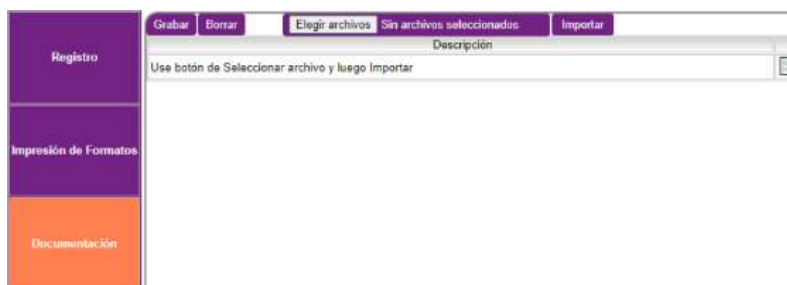 Grabar Borrar Elegir archivos Sin archivos seleccionados Importar
Descripción
Registro
Use botón de Seleccionar archivo y luego Importar
Impresión de Formatos
Documentación